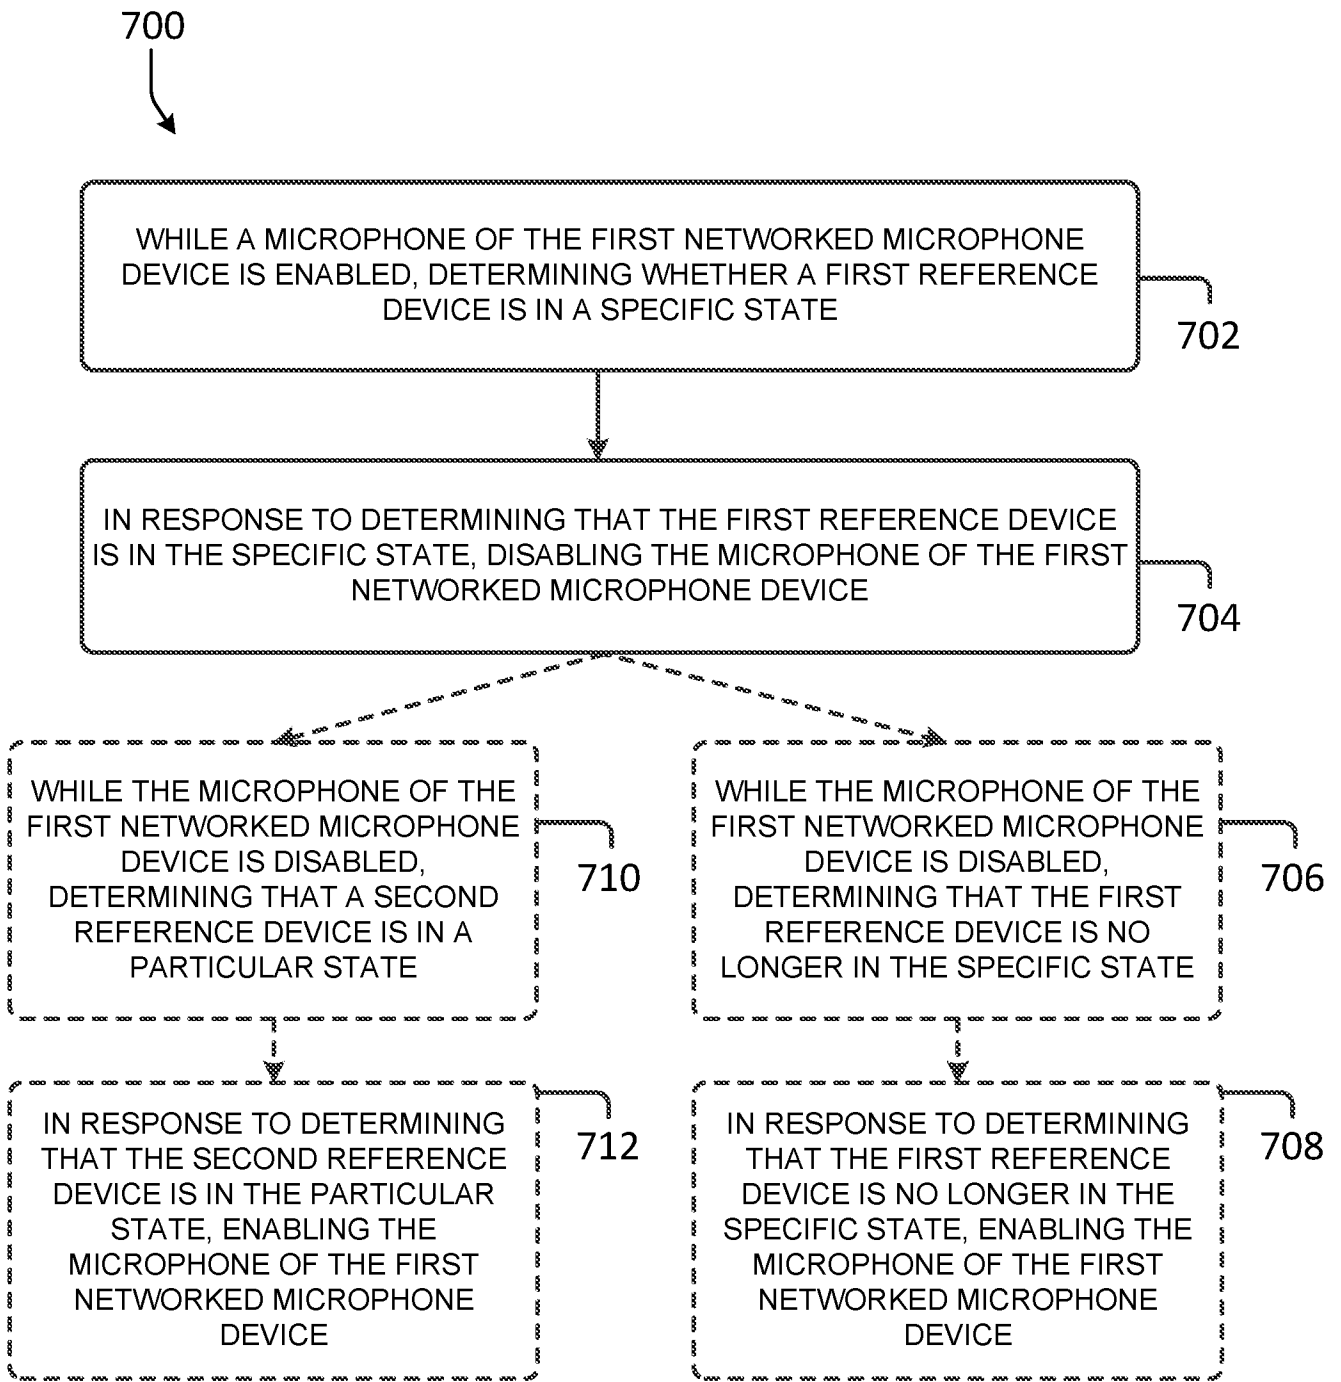 700
WHILE A MICROPHONE OF THE FIRST NETWORKED MICROPHONE
DEVICE IS ENABLED, DETERMINING WHETHER A FIRST REFERENCE
DEVICE IS IN A SPECIFIC STATE
702
IN RESPONSE TO DETERMINING THAT THE FIRST REFERENCE DEVICE
IS IN THE SPECIFIC STATE, DISABLING THE MICROPHONE OF THE FIRST
NETWORKED MICROPHONE DEVICE
704
WHILE THE MICROPHONE OF THE
FIRST NETWORKED MICROPHONE
DEVICE IS DISABLED,
DETERMINING THAT A SECOND
REFERENCE DEVICE IS IN A
PARTICULAR STATE
710
WHILE THE MICROPHONE OF THE
FIRST NETWORKED MICROPHONE
DEVICE IS DISABLED,
DETERMINING THAT THE FIRST
REFERENCE DEVICE IS NO
LONGER IN THE SPECIFIC STATE
706
IN RESPONSE TO DETERMINING
THAT THE SECOND REFERENCE
DEVICE IS IN THE PARTICULAR
STATE, ENABLING THE
MICROPHONE OF THE FIRST
NETWORKED MICROPHONE
DEVICE
712
IN RESPONSE TO DETERMINING
THAT THE FIRST REFERENCE
DEVICE IS NO LONGER IN THE
SPECIFIC STATE, ENABLING THE
MICROPHONE OF THE FIRST
NETWORKED MICROPHONE
DEVICE
708